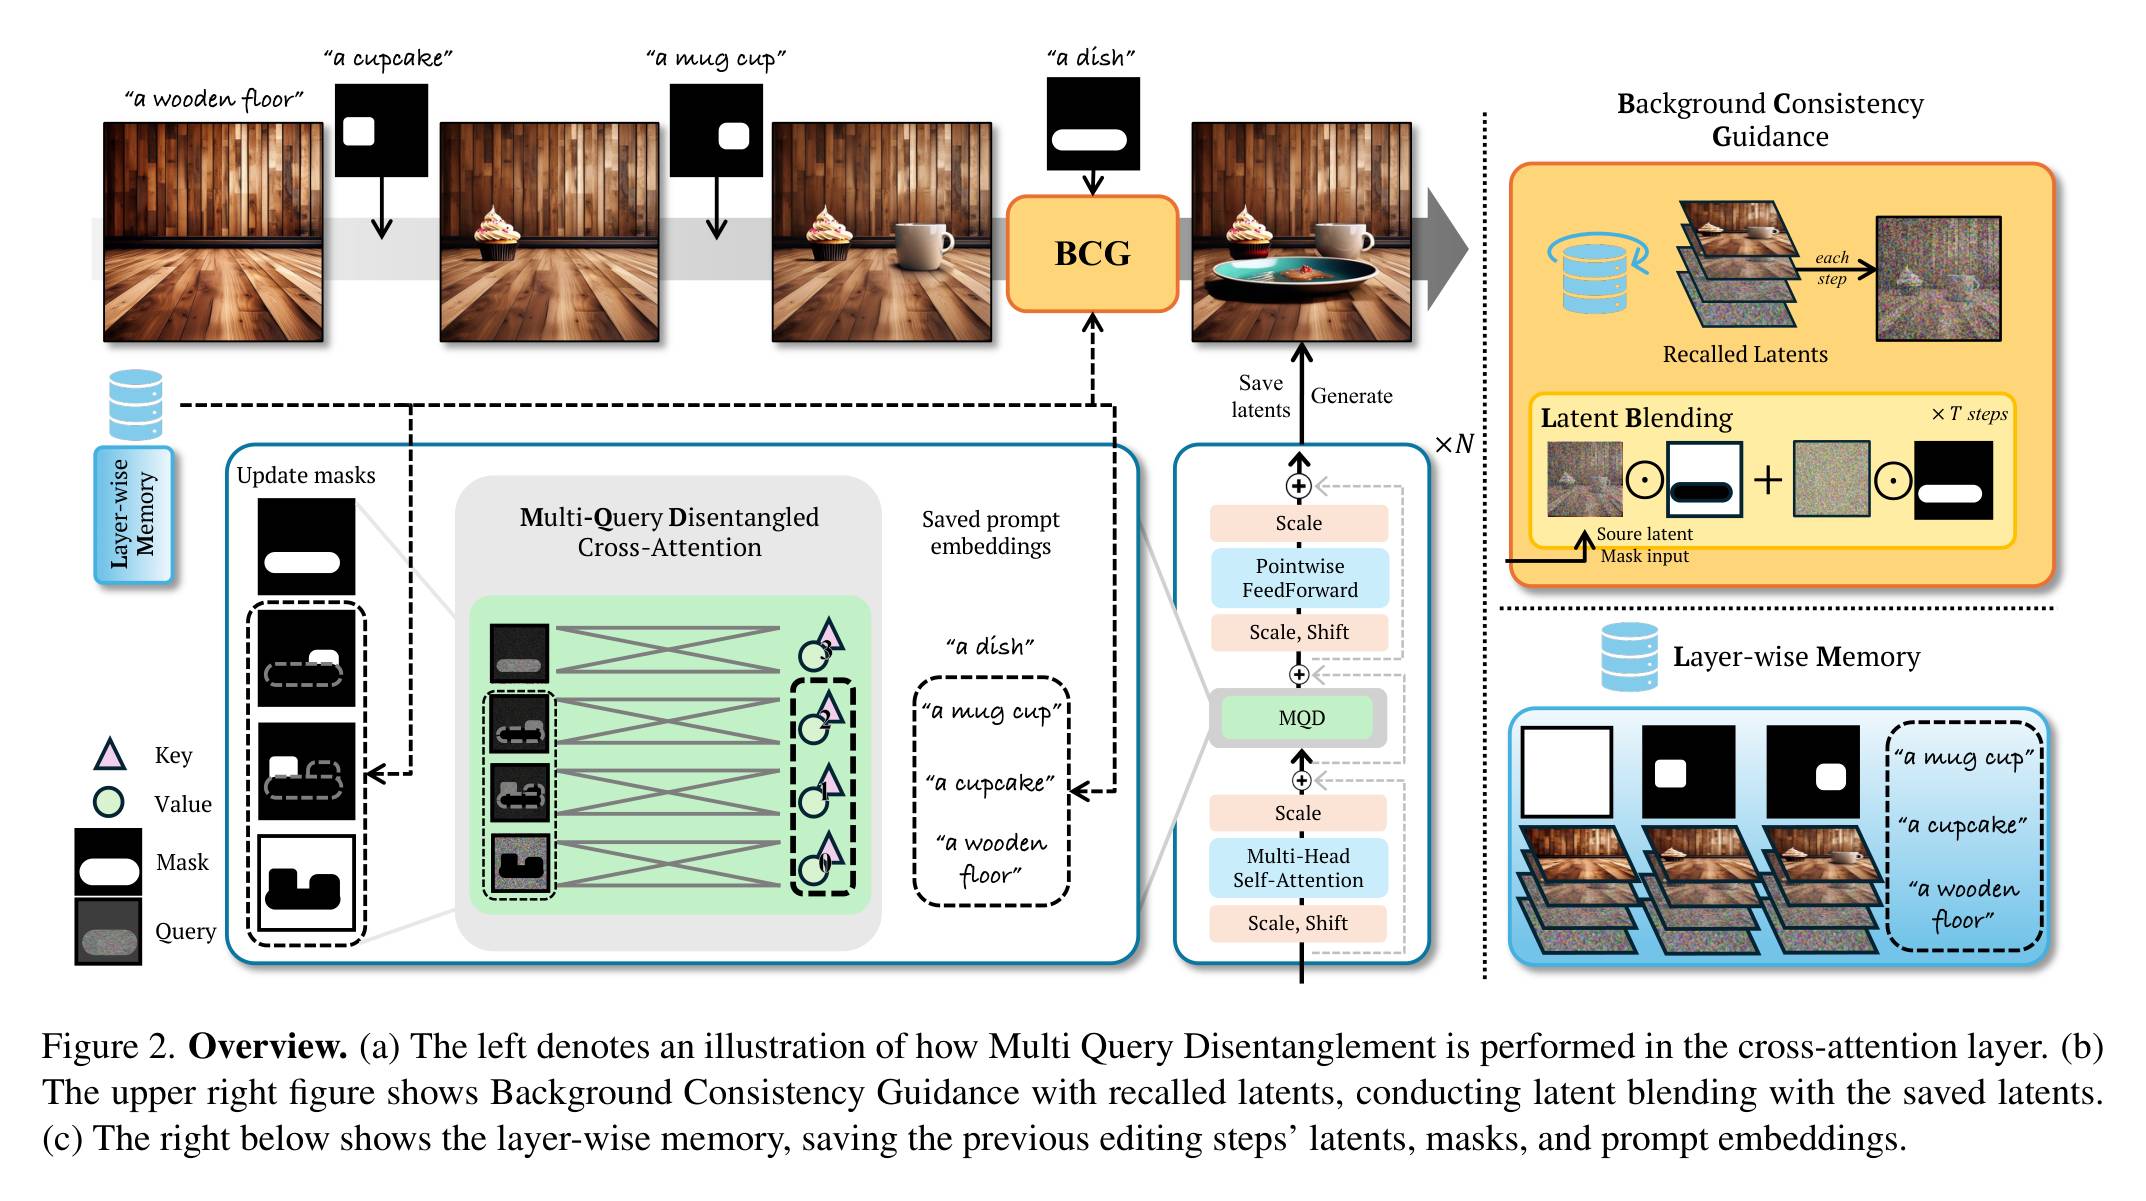 “a cupcake”
“a mug cup”
“a dish”
“a wooden floor”
BCG
Save
latents
Generate
Layer-wise
Memory
Update masks
Multi-Query Disentangled
Cross-Attention
Saved prompt
embeddings
3
2
1
0
“a dish”
“a mug cup”
“a cupcake”
“a wooden
floor”
Key
Value
Mask
Query
×N
Scale
Pointwise
FeedForward
Scale, Shift
MQD
Scale
Multi-Head
Self-Attention
Scale, Shift
Background Consistency
Guidance
each
step
Recalled Latents
Latent Blending
× T steps
Soure latent
Mask input
Layer-wise Memory
“a mug cup”
“a cupcake”
“a wooden
floor”
Figure 2. Overview. (a) The left denotes an illustration of how Multi Query Disentanglement is performed in the cross-attention layer. (b)
The upper right figure shows Background Consistency Guidance with recalled latents, conducting latent blending with the saved latents.
(c) The right below shows the layer-wise memory, saving the previous editing steps’ latents, masks, and prompt embeddings.